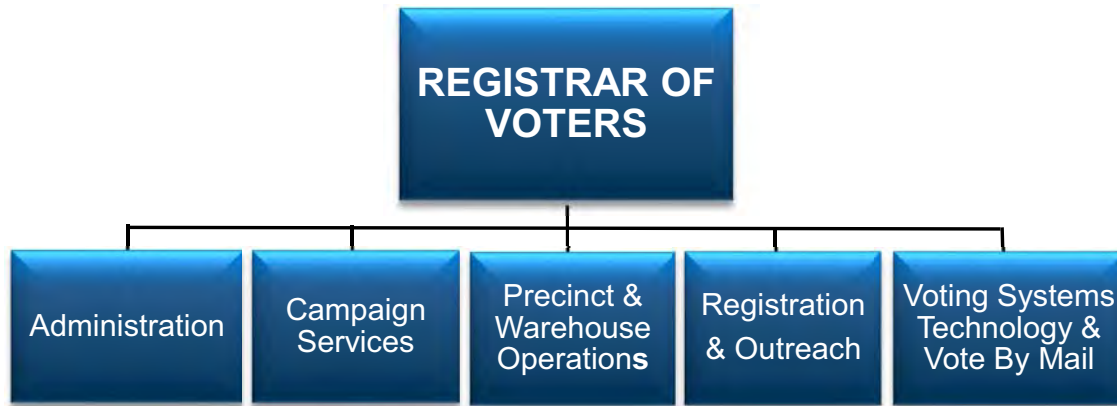 REGISTRAR OF
VOTERS
Administration
Campaign
Services
Precinct &
Warehouse
Operations
Registration
& Outreach
Voting Systems
Technology &
Vote By Mail